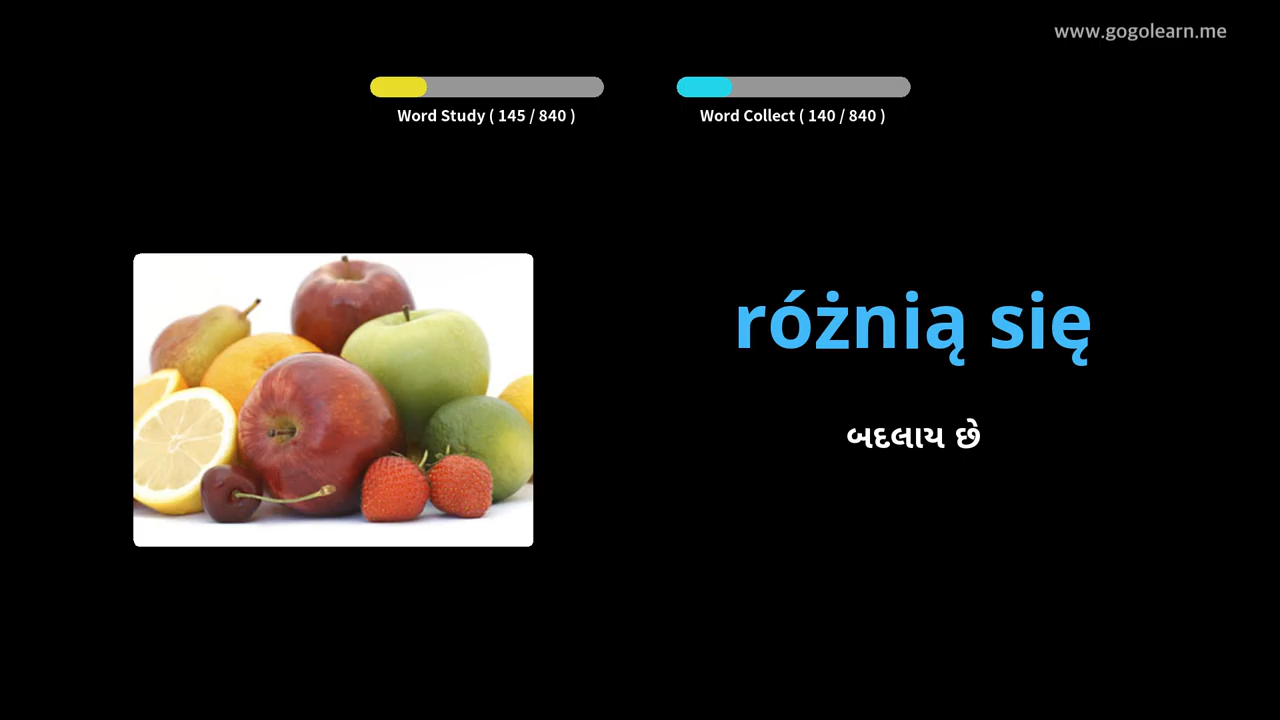 www.gogolearn.me
Word Study ( 145 / 840 )
Word Collect ( 140 / 840 )
różnią się
બદલાય છે